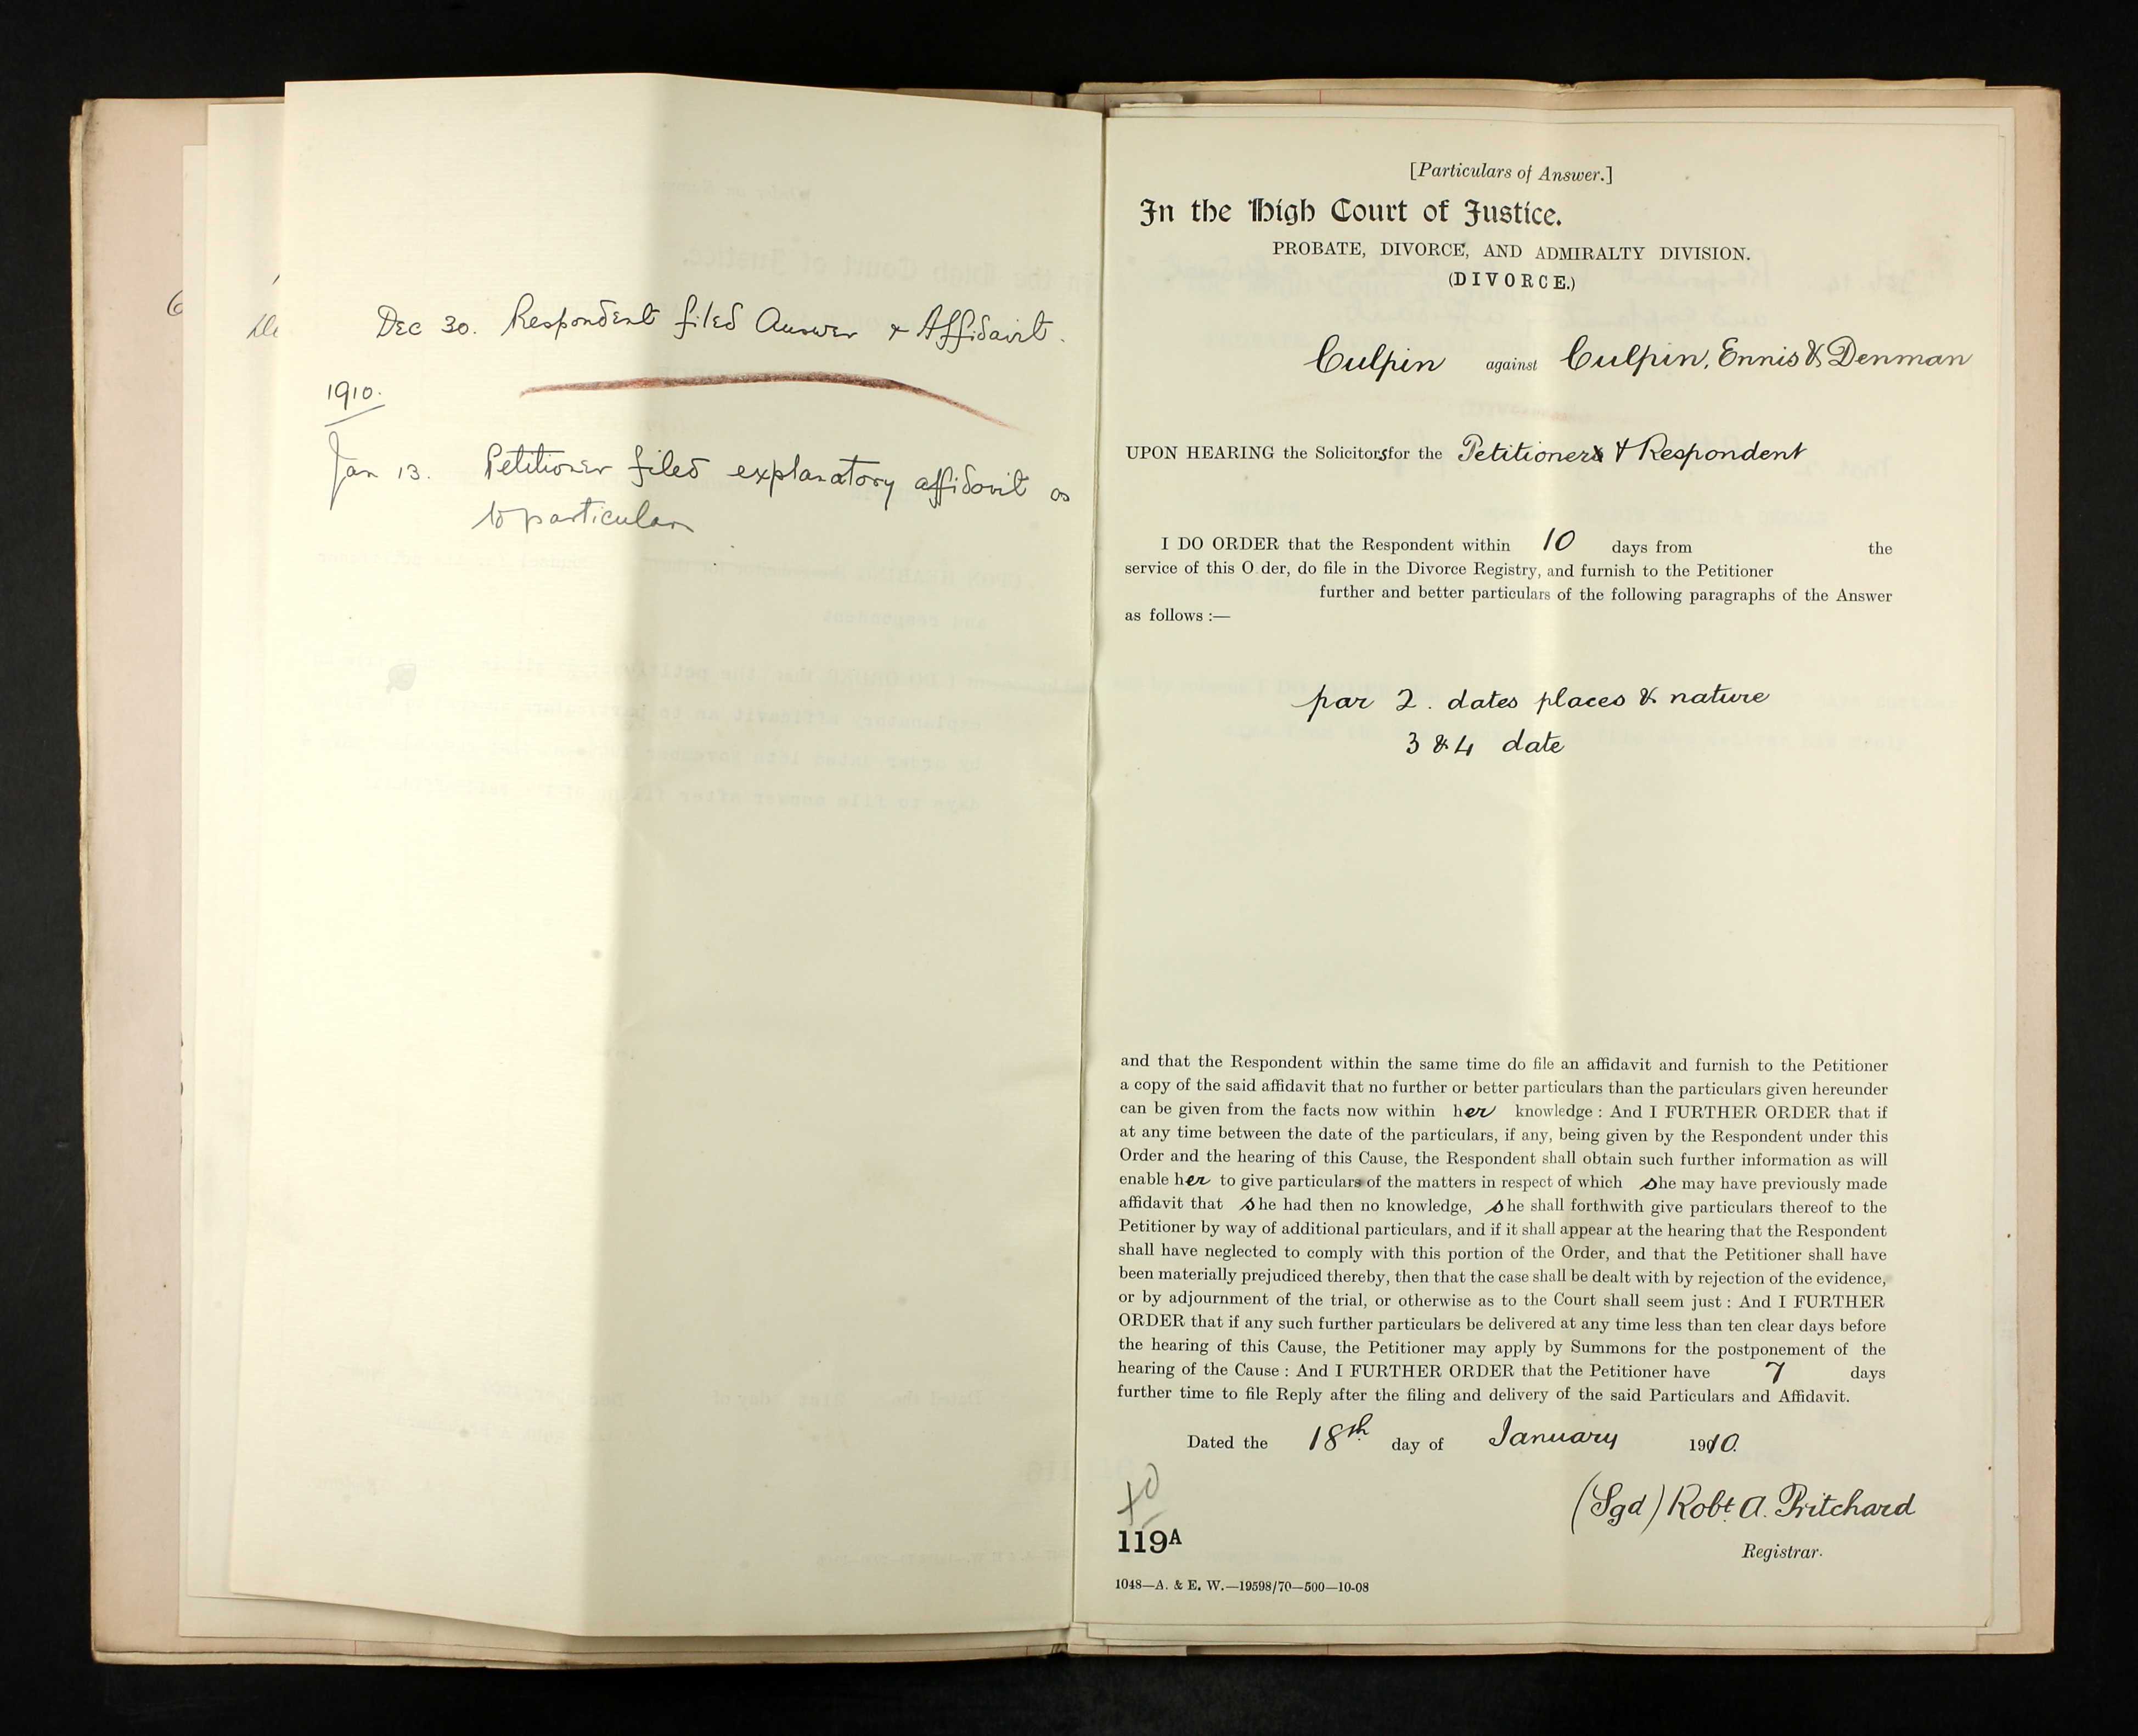 Dec 30. Respondent filed Answer & Affidavit.
1910.
Jan 13. Petitioner filed explanatory affidavit as
to particulars
[Particulars of Answer.]
In the High Court of Justice.
PROBATE, DIVORCE, AND ADMIRALTY DIVISION.
(DIVORCE.)
Culpin against Culpin, Ennis & Denman
UPON HEARING the Solicitors for the Petitioner & Respondent
I DO ORDER that the Respondent within 10 days from the
service of this O der, do file in the Divorce Registry, and furnish to the Petitioner
further and better particulars of the following paragraphs of the Answer
as follows :—
par 2. dates places & nature
3 & 4 date
and that the Respondent within the same time do file an affidavit and furnish to the Petitioner
a copy of the said affidavit that no further or better particulars than the particulars given hereunder
can be given from the facts now within her knowledge : And I FURTHER ORDER that if
at any time between the date of the particulars, if any, being given by the Respondent under this
Order and the hearing of this Cause, the Respondent shall obtain such further information as will
enable her to give particulars of the matters in respect of which she may have previously made
affidavit that she had then no knowledge, she shall forthwith give particulars thereof to the
Petitioner by way of additional particulars, and if it shall appear at the hearing that the Respondent
shall have neglected to comply with this portion of the Order, and that the Petitioner shall have
been materially prejudiced thereby, then that the case shall be dealt with by rejection of the evidence,
or by adjournment of the trial, or otherwise as to the Court shall seem just : And I FURTHER
ORDER that if any such further particulars be delivered at any time less than ten clear days before
the hearing of this Cause, the Petitioner may apply by Summons for the postponement of the
hearing of the Cause : And I FURTHER ORDER that the Petitioner have 7 days
further time to file Reply after the filing and delivery of the said Particulars and Affidavit.
Dated the 18th day of January 1910.
(Sgd) Robt. A. Pritchard
119A
Registrar.
1048—A. & E. W.—19598/70—500—10-08